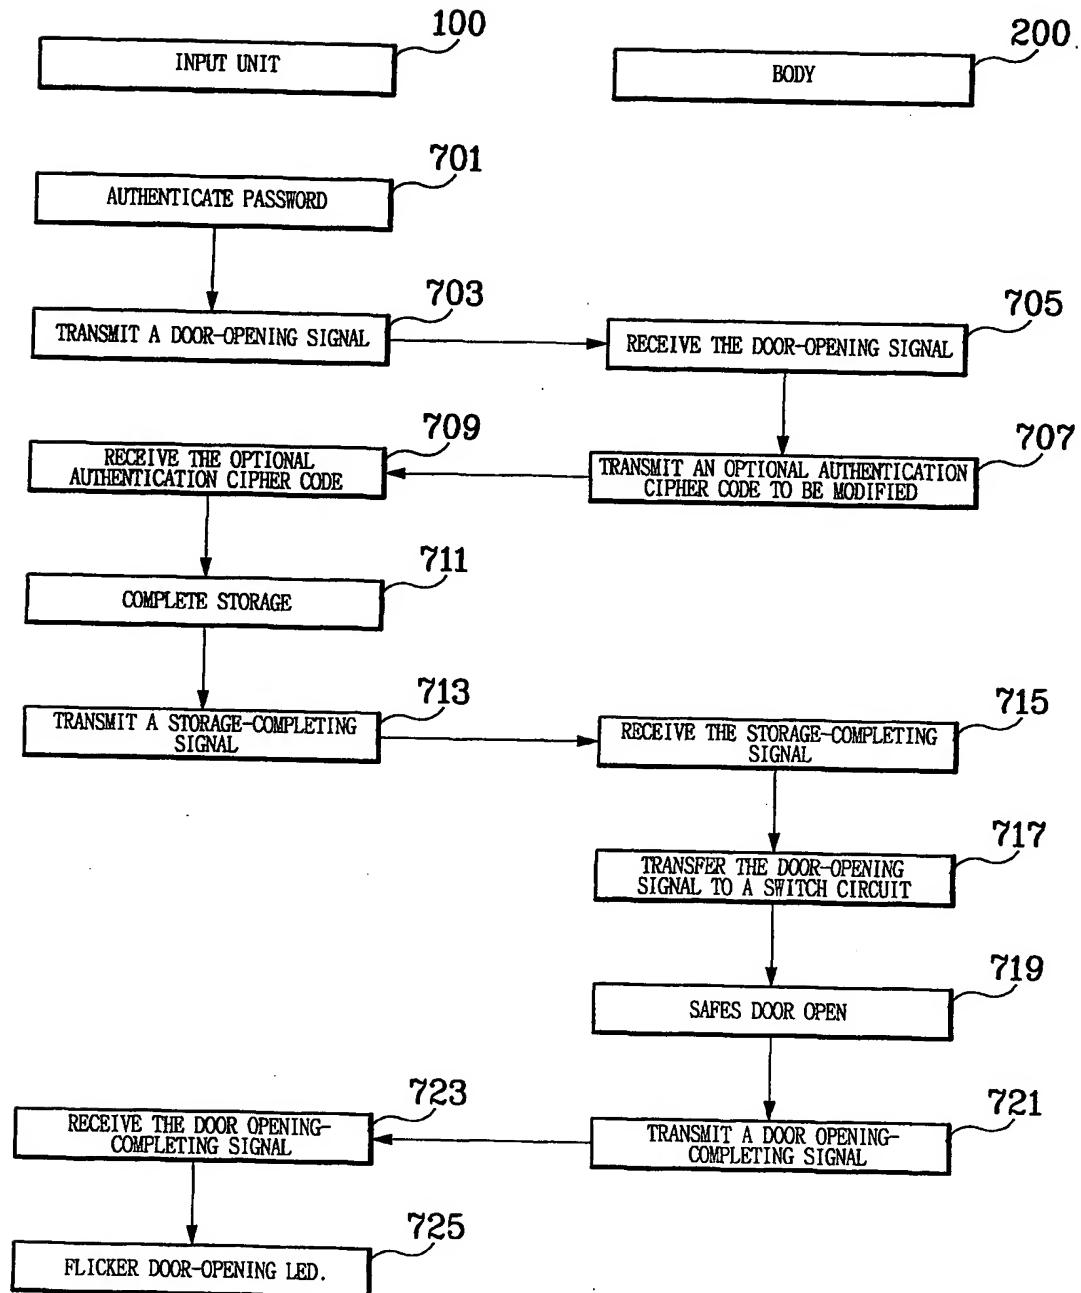 100
INPUT UNIT
200
BODY
701
AUTHENTICATE PASSWORD
703
TRANSMIT A DOOR-OPENING SIGNAL
705
RECEIVE THE DOOR-OPENING SIGNAL
709
RECEIVE THE OPTIONAL
AUTHENTICATION CIPHER CODE
707
TRANSMIT AN OPTIONAL AUTHENTICATION
CIPHER CODE TO BE MODIFIED
711
COMPLETE STORAGE
713
TRANSMIT A STORAGE-COMPLETING
SIGNAL
715
RECEIVE THE STORAGE-COMPLETING
SIGNAL
717
TRANSFER THE DOOR-OPENING
SIGNAL TO A SWITCH CIRCUIT
719
SAFES DOOR OPEN
723
RECEIVE THE DOOR OPENING-
COMPLETING SIGNAL
721
TRANSMIT A DOOR OPENING-
COMPLETING SIGNAL
725
FLICKER DOOR-OPENING LED.